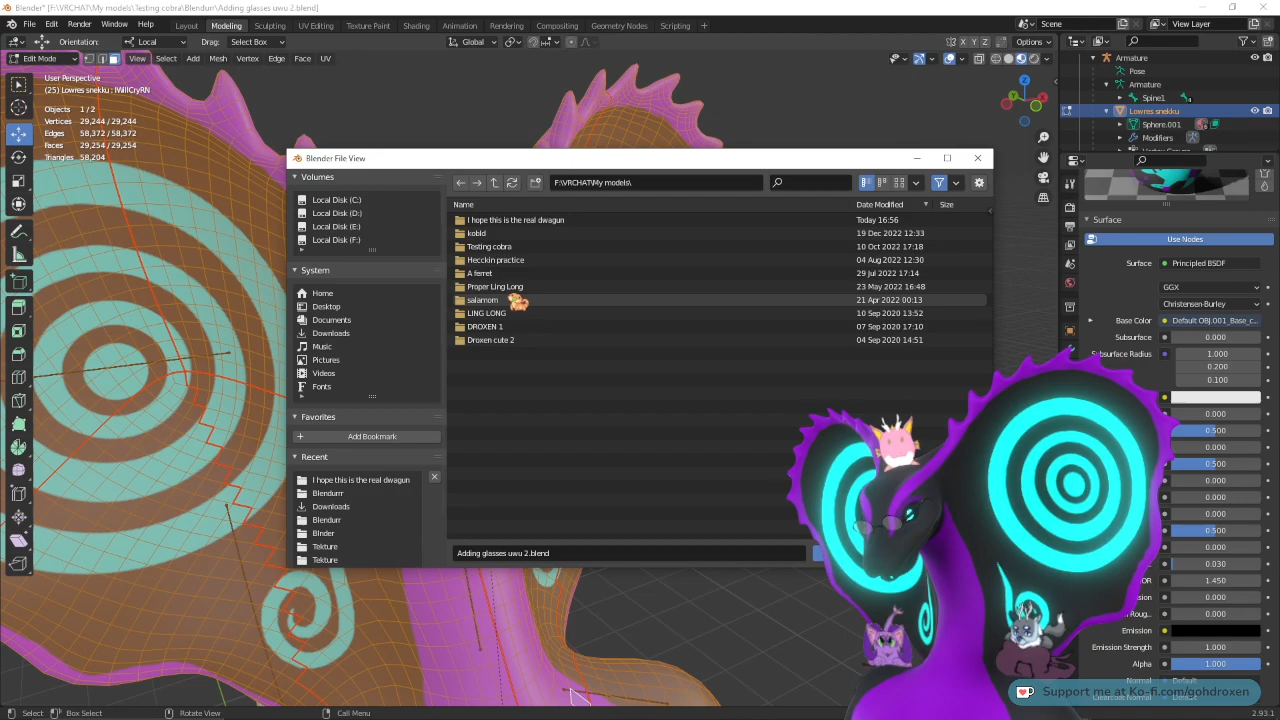 Blender* [F:\VRCHAT\My models\Testing cobra\Blendurr\Adding glasses uwu 2.blend]
File Edit Render Window Help Layout Modeling Sculpting UV Editing Texture Paint Shading Animation Rendering Compositing Geometry Nodes Scripting +
Scene View Layer
Orientation: Local Drag: Select Box Global X Y Z Options
Edit Mode View Select Add Mesh Vertex Edge Face UV
User Perspective
(25) Lowres snekku : IWillCryRN
Objects 1/2
Vertices 29,244 / 29,244
Edges 58,372 / 58,372
Faces 29,254 / 29,254
Triangles 58,204
Armature
Pose
Armature
Spine1
Lowres snekku
Sphere.001
Modifiers
Blender File View
Volumes
Local Disk (C:)
Local Disk (D:)
Local Disk (E:)
Local Disk (F:)
System
Home
Desktop
Documents
Downloads
Music
Pictures
Videos
Fonts
Favorites
Add Bookmark
Recent
I hope this is the real dwagun
Blendurrr
Downloads
Blendurr
Blnder
Tekture
Tekture
F:\VRCHAT\My models\
Name Date Modified Size
I hope this is the real dwagun Today 16:56
kobld 19 Dec 2022 12:33
Testing cobra 10 Oct 2022 17:18
Hecckin practice 04 Aug 2022 12:30
A ferret 29 Jul 2022 17:14
Proper Ling Long 23 May 2022 16:48
salamom 21 Apr 2022 00:13
LING LONG 10 Sep 2020 13:52
DROXEN 1 07 Sep 2020 17:10
Droxen cute 2 04 Sep 2020 14:51
Adding glasses uwu 2.blend
Surface
Use Nodes
Surface Principled BSDF
GGX
Christensen-Burley
Base Color Default OBJ.001_Base_c...
Subsurface 0.000
Subsurface Radius 1.000
0.200
0.100
0.000
0.500
0.000
0.500
0.000
0.000
0.000
0.500
0.000
0.030
1.450
0.000
0.000
Emission
Emission Strength 1.000
Alpha 1.000
Normal Default
Support me at Ko-fi.com/gohdroxen
Select Box Select Rotate View Call Menu 2.93.1